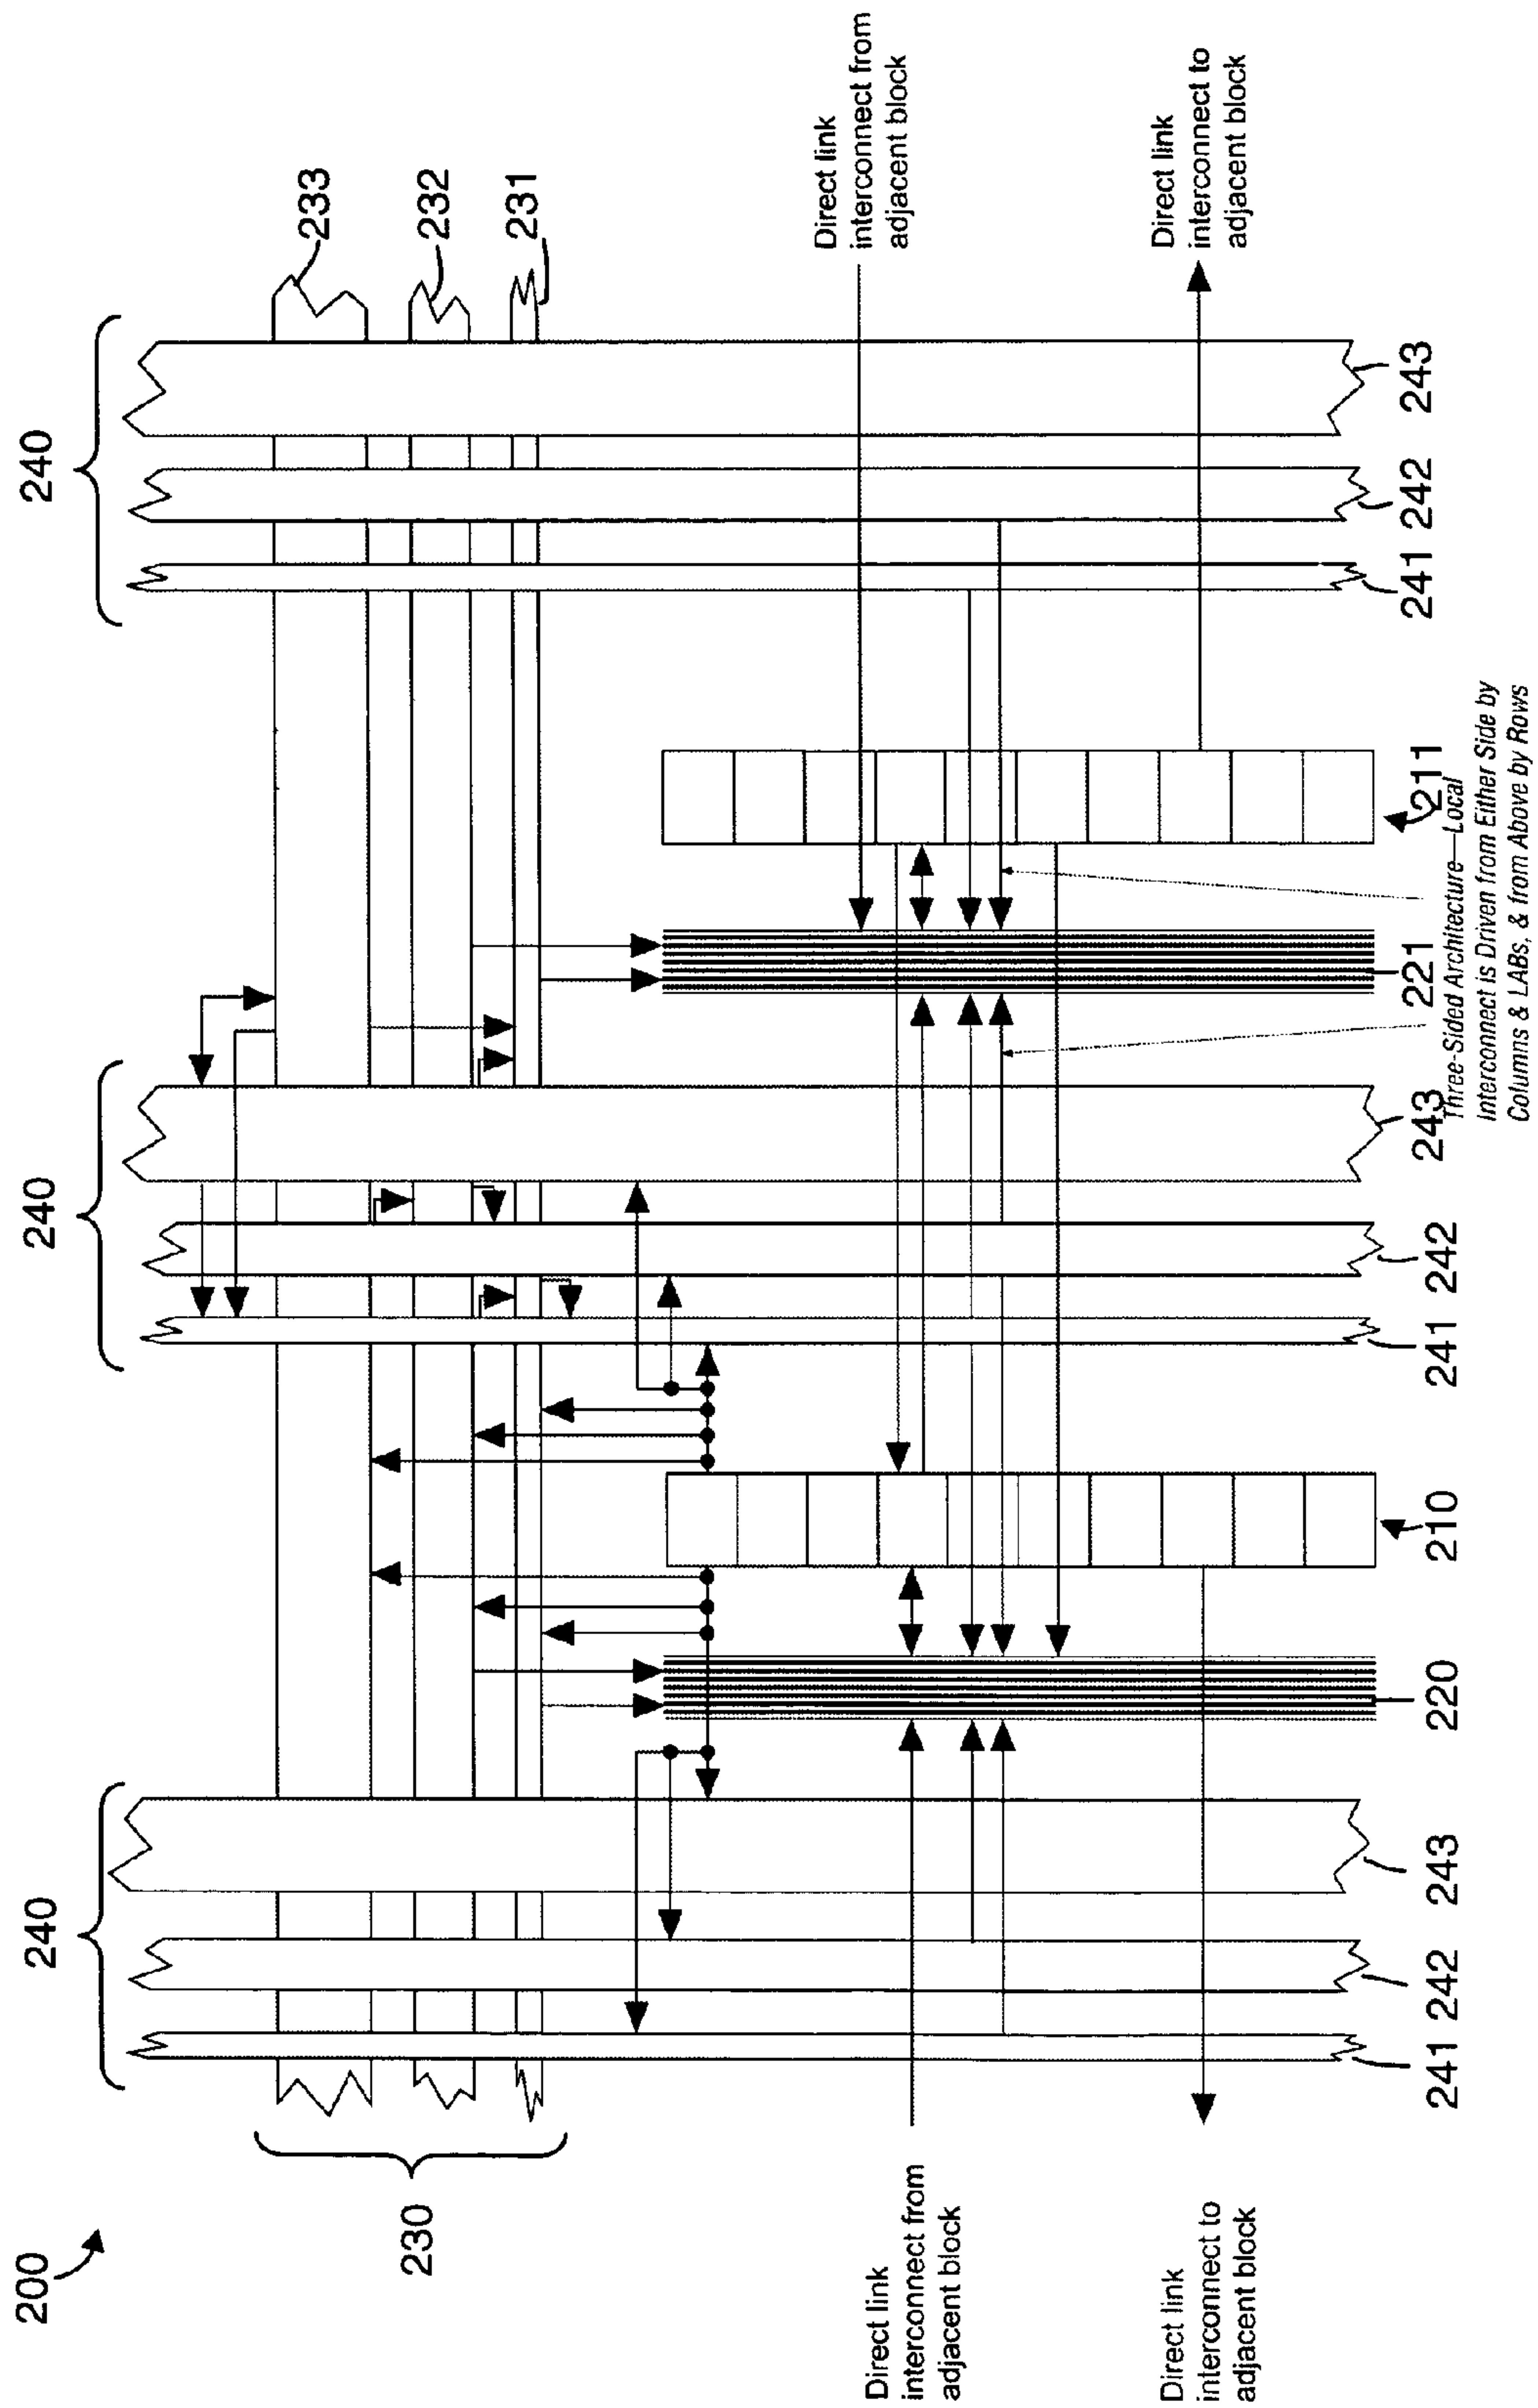 200
240
240
240
230
233
232
231
Direct link
interconnect from
adjacent block
Direct link
interconnect from
adjacent block
Direct link
interconnect to
adjacent block
Direct link
interconnect to
adjacent block
241
242
243
220
210
241
242
243
221
211
241
242
243
Three-Sided Architecture—Local
Interconnect is Driven from Either Side by
Columns & LABs, & from Above by Rows